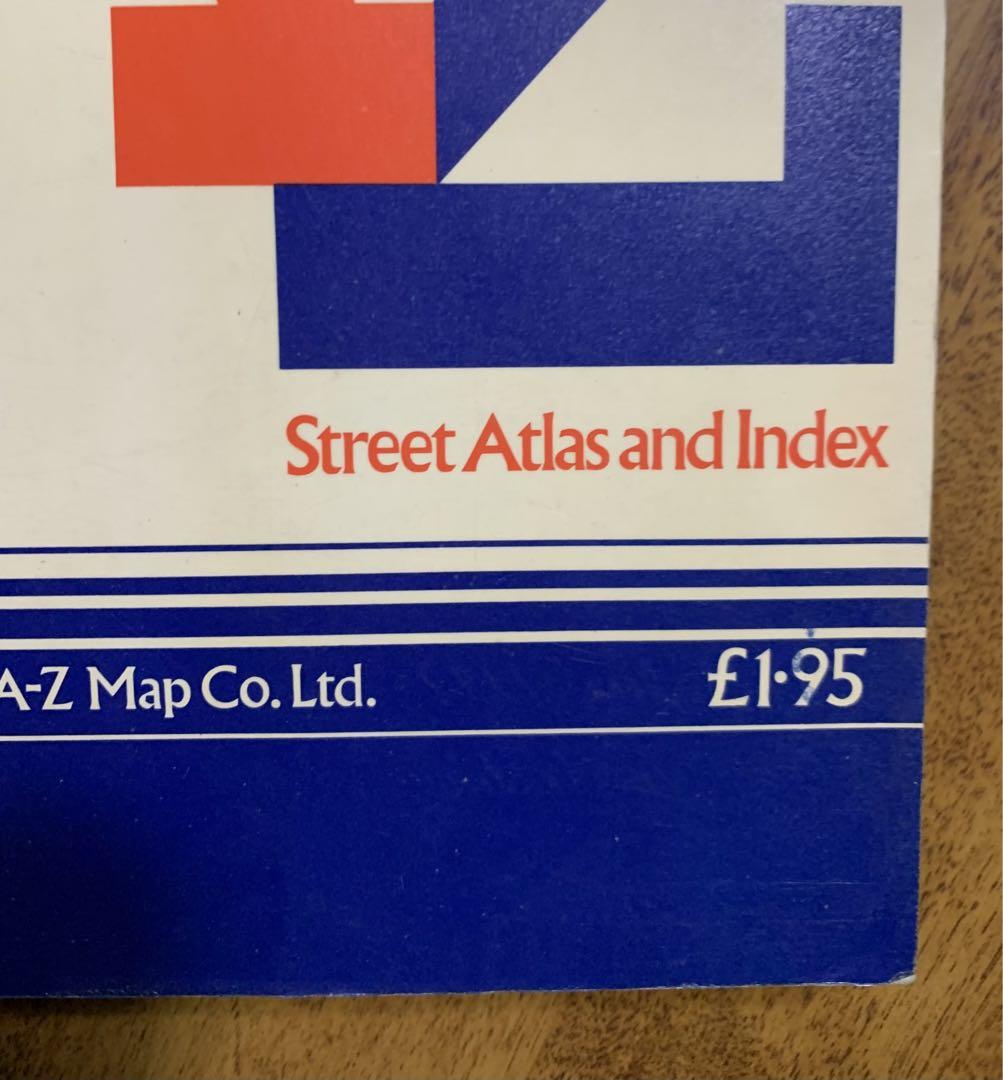 Street Atlas and Index
A-Z Map Co. Ltd. £1·95